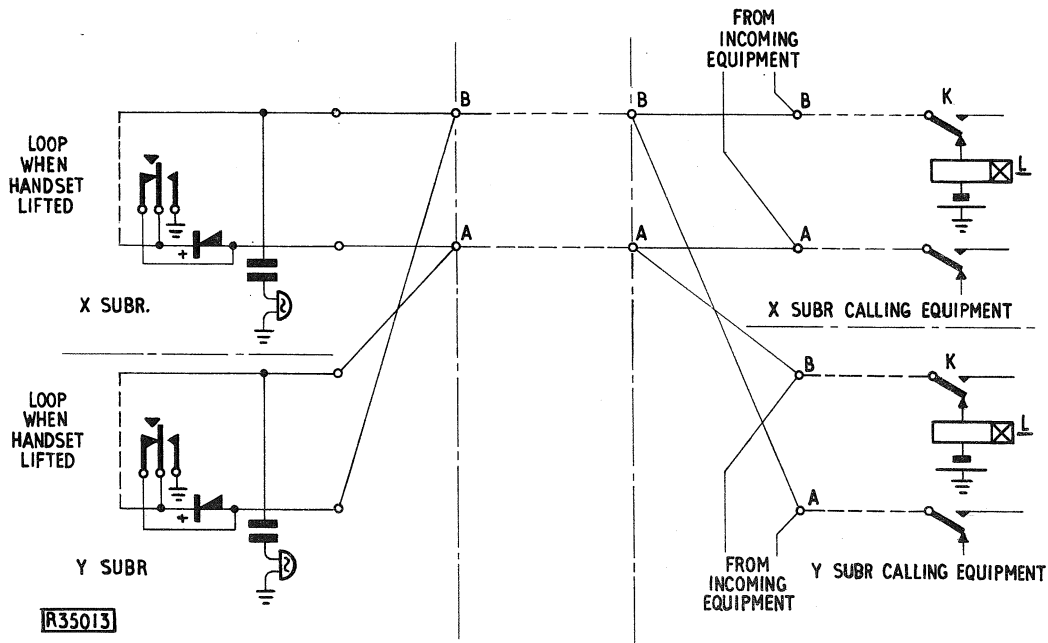 FROM
INCOMING
EQUIPMENT
B
B
B
K
LOOP
WHEN
HANDSET
LIFTED
L
+
A
A
A
X SUBR.
X SUBR CALLING EQUIPMENT
B
K
LOOP
WHEN
HANDSET
LIFTED
L
+
A
Y SUBR
FROM
INCOMING
EQUIPMENT
Y SUBR CALLING EQUIPMENT
R35013